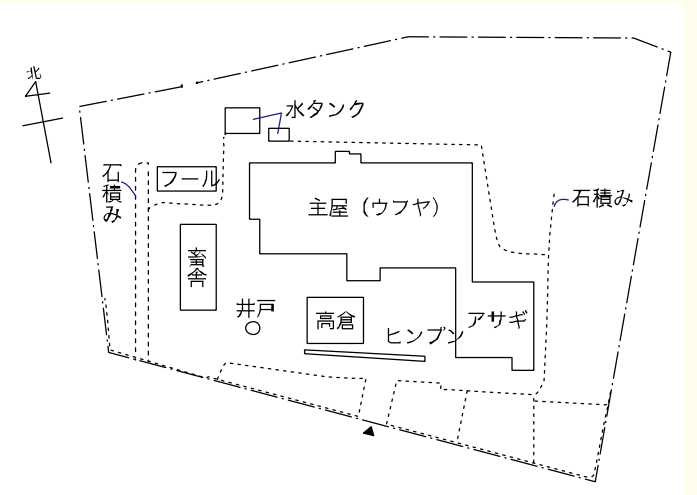 北
水タンク
石積み
フール
主屋（ウフヤ）
石積み
畜舎
井戸
高倉
ヒンプン
アサギ